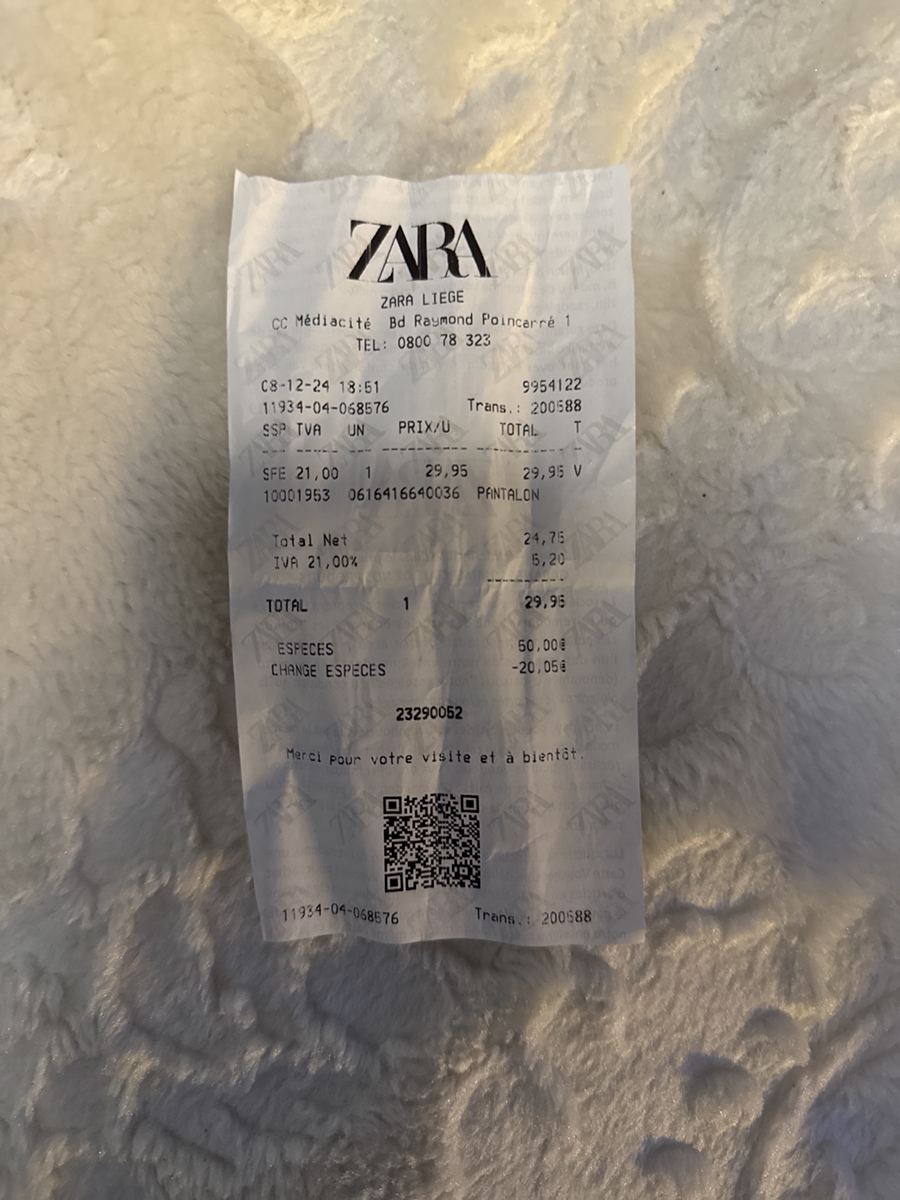 ZARA
ZARA LIEGE
CC Médiacité Bd Raymond Poincarré 1
TEL: 0800 78 323
08-12-24 18:51 9954122
11934-04-068576 Trans.: 200588
SSP TVA UN PRIX/U TOTAL T
--- ------ --- ---------- --------- --
SFE 21,00 1 29,95 29,95 V
10001953 0616416640036 PANTALON
Total Net 24,75
IVA 21,00% 5,20
----------
TOTAL 1 29,95
ESPECES 50,00€
CHANGE ESPECES -20,05€
23290052
Merci pour votre visite et à bientôt.
11934-04-068576 Trans.: 200588